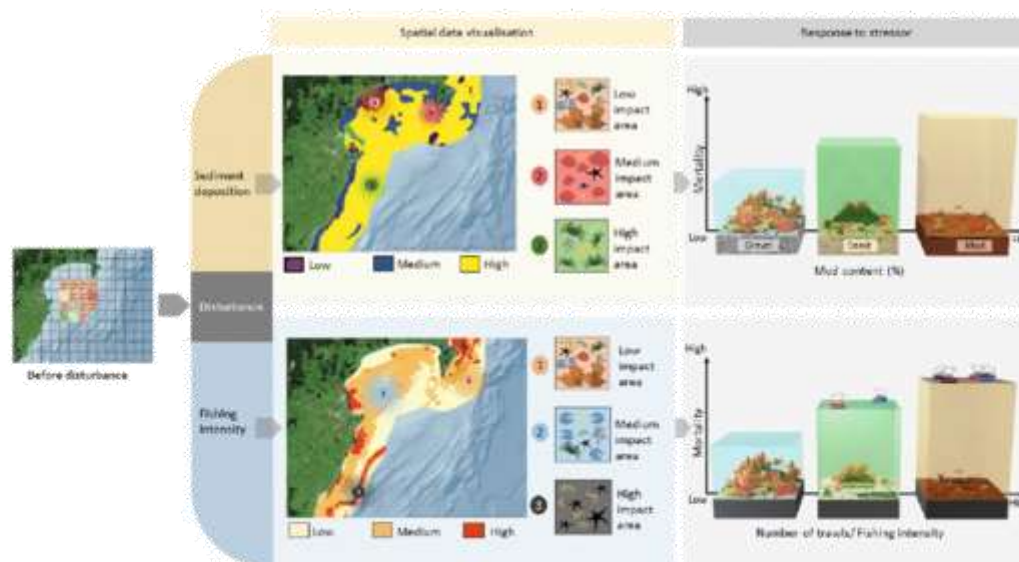 Spatial data visualisation
Response to stressor
Sediment
deposition
1
Low
impact
area
2
Medium
impact
area
High
impact
area
Low
Medium
High
High
Mortality
Low
Gravel
Sand
Mud
Mud content (%)
Before disturbance
Disturbance
Fishing
intensity
1
Low
impact
area
2
Medium
impact
area
3
High
impact
area
Low
Medium
High
High
Mortality
Low
Number of trawls/ Fishing intensity